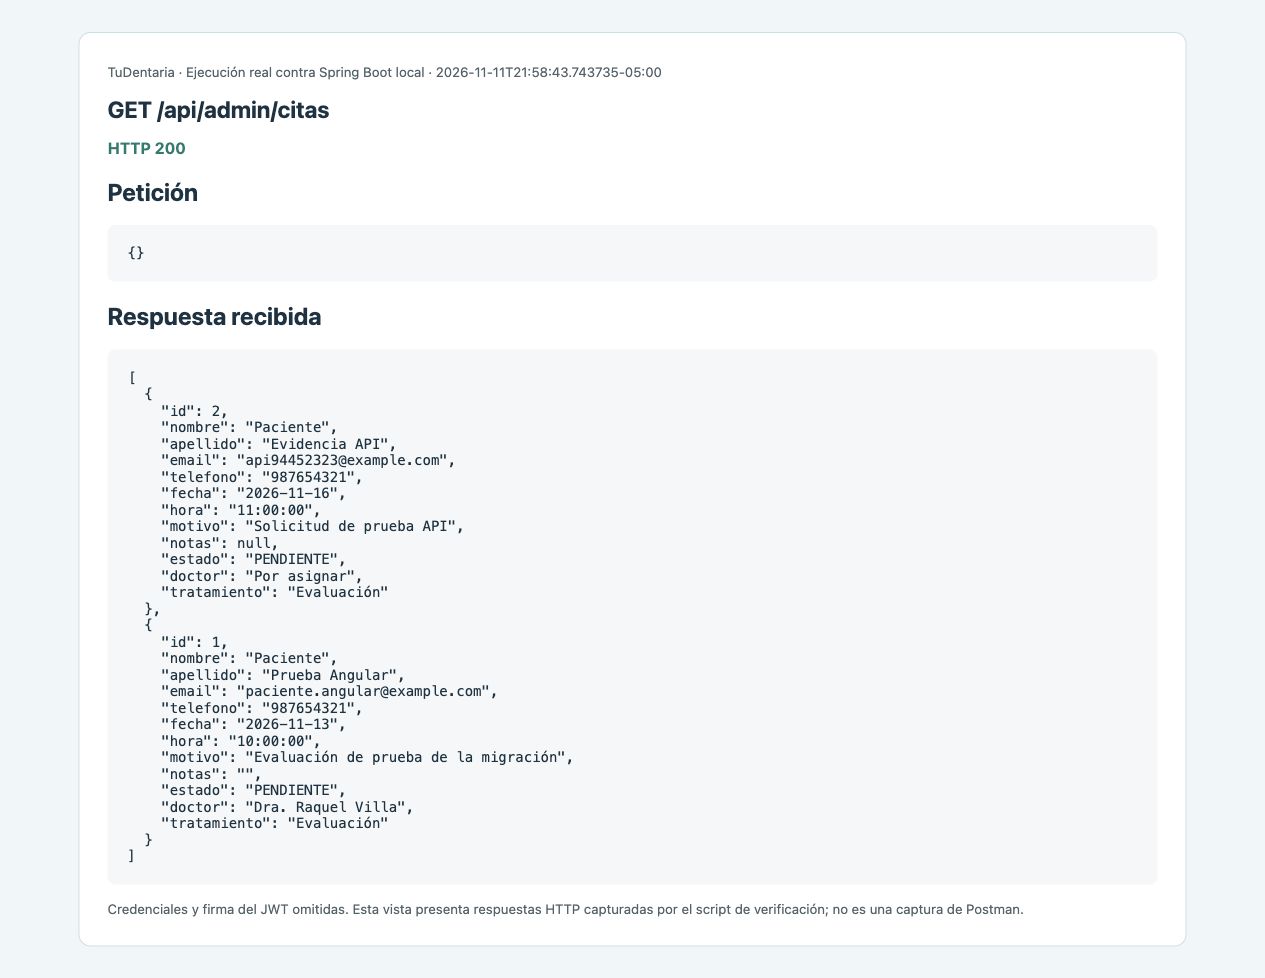 TuDentaria · Ejecución real contra Spring Boot local · 2026-11-11T21:58:43.743735-05:00
GET /api/admin/citas
HTTP 200
Petición
{}
Respuesta recibida
[
  {
    "id": 2,
    "nombre": "Paciente",
    "apellido": "Evidencia API",
    "email": "api94452323@example.com",
    "telefono": "987654321",
    "fecha": "2026-11-16",
    "hora": "11:00:00",
    "motivo": "Solicitud de prueba API",
    "notas": null,
    "estado": "PENDIENTE",
    "doctor": "Por asignar",
    "tratamiento": "Evaluación"
  },
  {
    "id": 1,
    "nombre": "Paciente",
    "apellido": "Prueba Angular",
    "email": "paciente.angular@example.com",
    "telefono": "987654321",
    "fecha": "2026-11-13",
    "hora": "10:00:00",
    "motivo": "Evaluación de prueba de la migración",
    "notas": "",
    "estado": "PENDIENTE",
    "doctor": "Dra. Raquel Villa",
    "tratamiento": "Evaluación"
  }
]
Credenciales y firma del JWT omitidas. Esta vista presenta respuestas HTTP capturadas por el script de verificación; no es una captura de Postman.